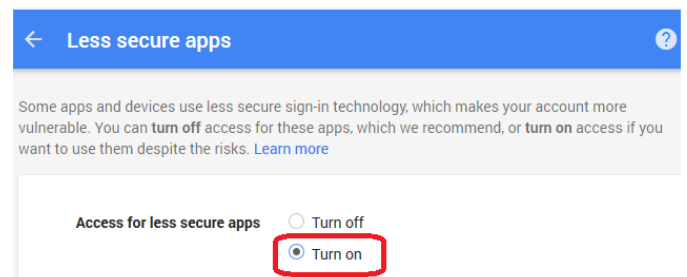 Less secure apps
Some apps and devices use less secure sign-in technology, which makes your account more
vulnerable. You can turn off access for these apps, which we recommend, or turn on access if you
want to use them despite the risks. Learn more
Access for less secure apps Turn off
Turn on